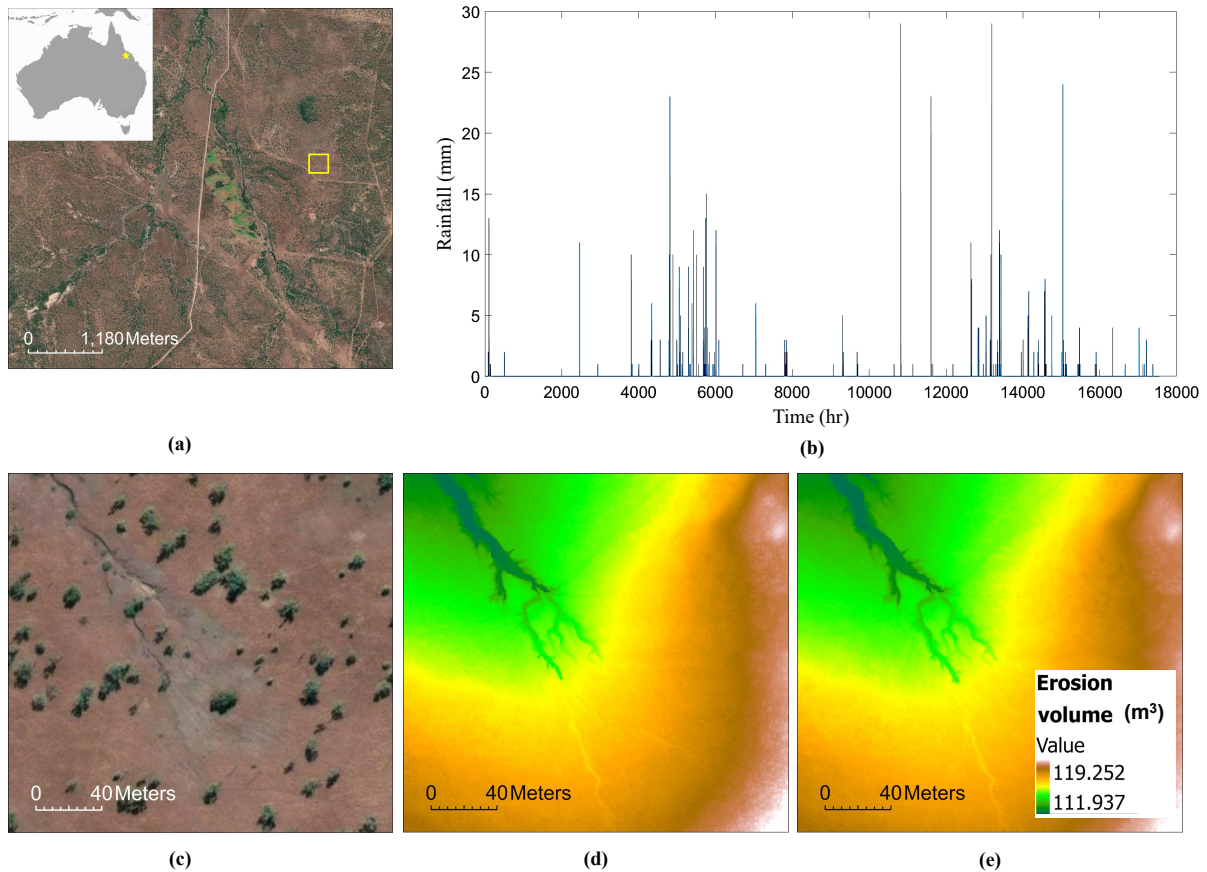 0 1,180 Meters
(a)
30
25
20
15
10
5
0
Rainfall (mm)
0 2000 4000 6000 8000 10000 12000 14000 16000 18000
Time (hr)
(b)
0 40 Meters
(c)
0 40 Meters
(d)
0 40 Meters
Erosion
volume (m³)
Value
119.252
111.937
(e)